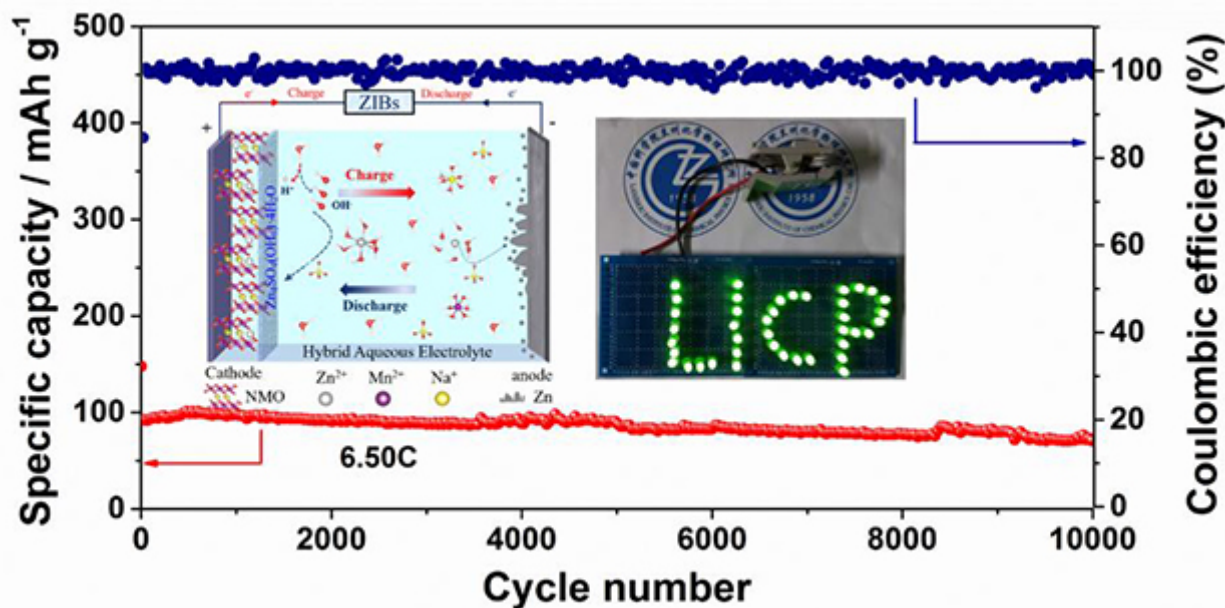 Specific capacity / mAh g⁻¹
500
400
300
200
100
0
Coulombic efficiency (%)
100
80
60
40
20
0
0
2000
4000
6000
8000
10000
Cycle number
6.50C
e⁻ Charge ZIBs Discharge e⁻
+
-
H⁺
OH⁻
Charge
Discharge
Zn₄SO₄(OH)₆·4H₂O
Hybrid Aqueous Electrolyte
Cathode
Zn²⁺ Mn²⁺ Na⁺ anode
NMO
Zn
1958
LICP